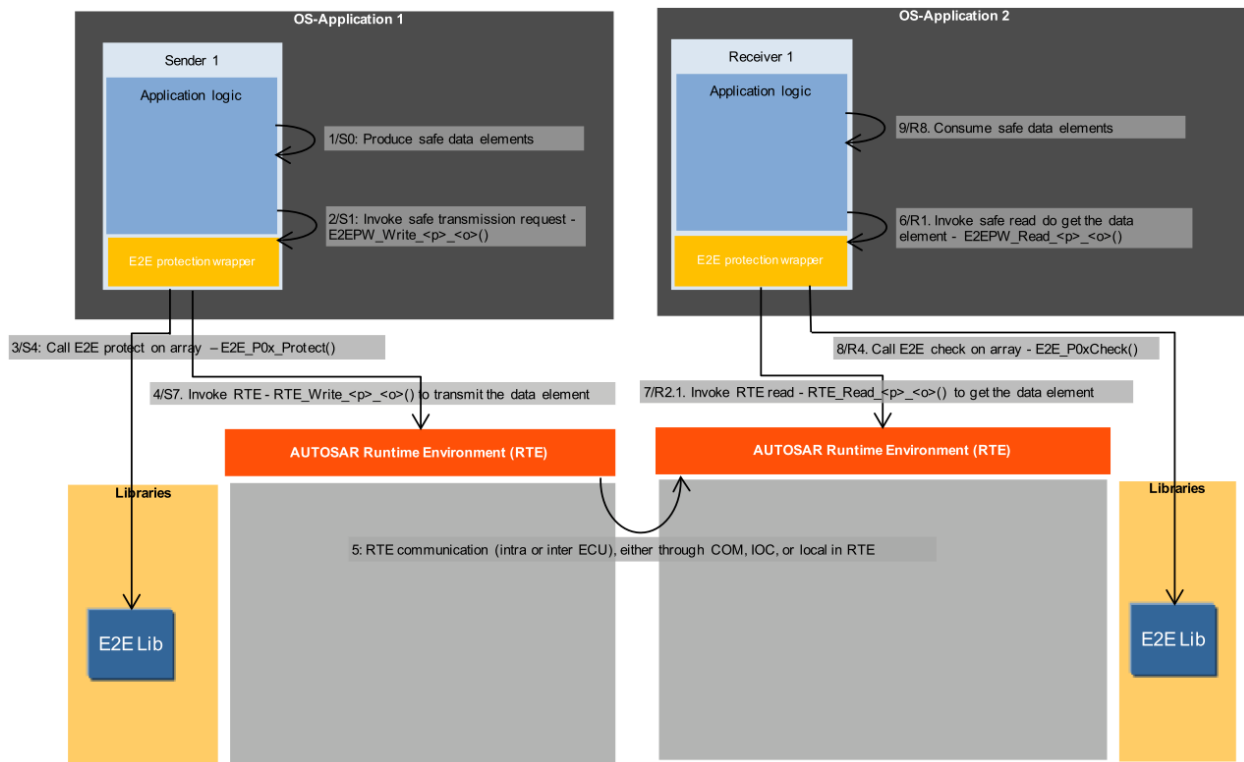 OS-Application 1
OS-Application 2
Sender 1
Application logic
1/S0: Produce safe data elements
2/S1: Invoke safe transmission request -
E2EPW_Write_<p>_<o>()
E2E protection wrapper
Receiver 1
Application logic
9/R8. Consume safe data elements
6/R1. Invoke safe read do get the data
element - E2EPW_Read_<p>_<o>()
E2E protection wrapper
3/S4: Call E2E protect on array – E2E_P0x_Protect()
8/R4. Call E2E check on array - E2E_P0xCheck()
4/S7. Invoke RTE - RTE_Write_<p>_<o>() to transmit the data element
7/R2.1. Invoke RTE read - RTE_Read_<p>_<o>() to get the data element
AUTOSAR Runtime Environment (RTE)
AUTOSAR Runtime Environment (RTE)
Libraries
Libraries
5: RTE communication (intra or inter ECU), either through COM, IOC, or local in RTE
E2E Lib
E2E Lib